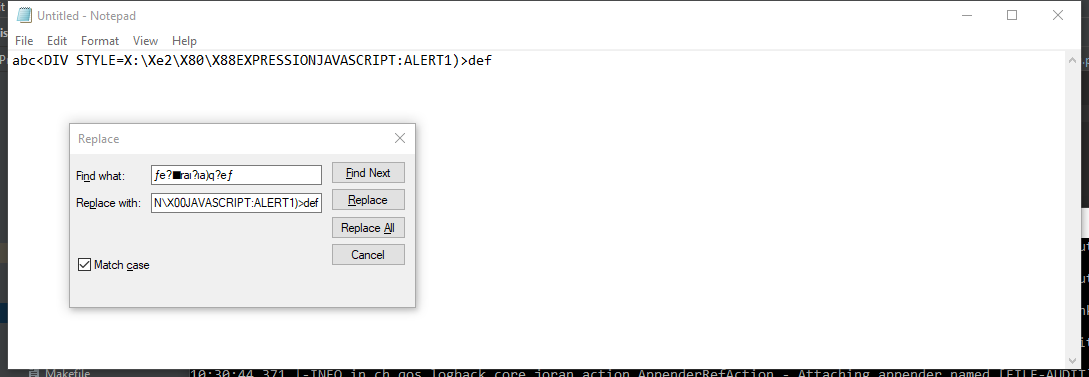 Untitled - Notepad
File Edit Format View Help
abc<DIV STYLE=X:\Xe2\X80\X88EXPRESSIONJAVASCRIPT:ALERT1)>def
Replace
Find what: ƒe?■raı?ıa)q?eƒ Find Next
Replace with: N\X00JAVASCRIPT:ALERT1)>def Replace
Replace All
Cancel
Match case
Makefile 10:30:44,371 |-INFO in ch.qos.logback.core.joran.action.AppenderRefAction - Attaching appender named [FILE-AUDIT